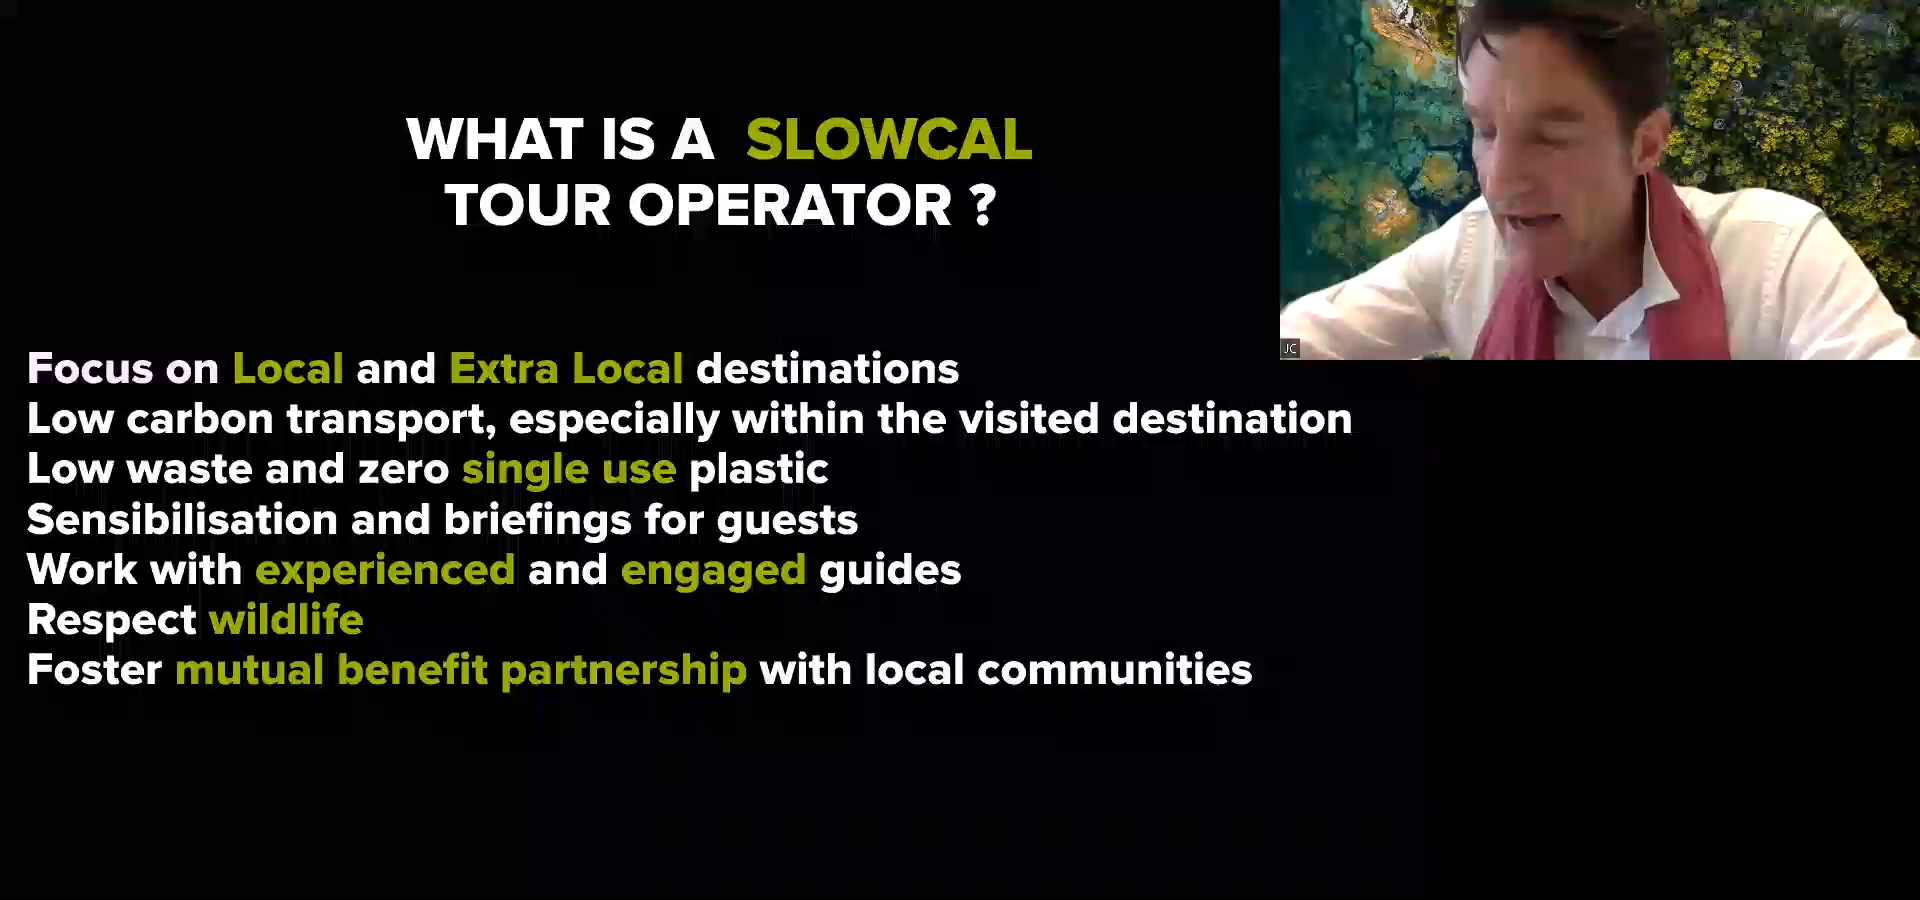 WHAT IS A SLOWCAL
TOUR OPERATOR ?
JC
Focus on Local and Extra Local destinations
Low carbon transport, especially within the visited destination
Low waste and zero single use plastic
Sensibilisation and briefings for guests
Work with experienced and engaged guides
Respect wildlife
Foster mutual benefit partnership with local communities